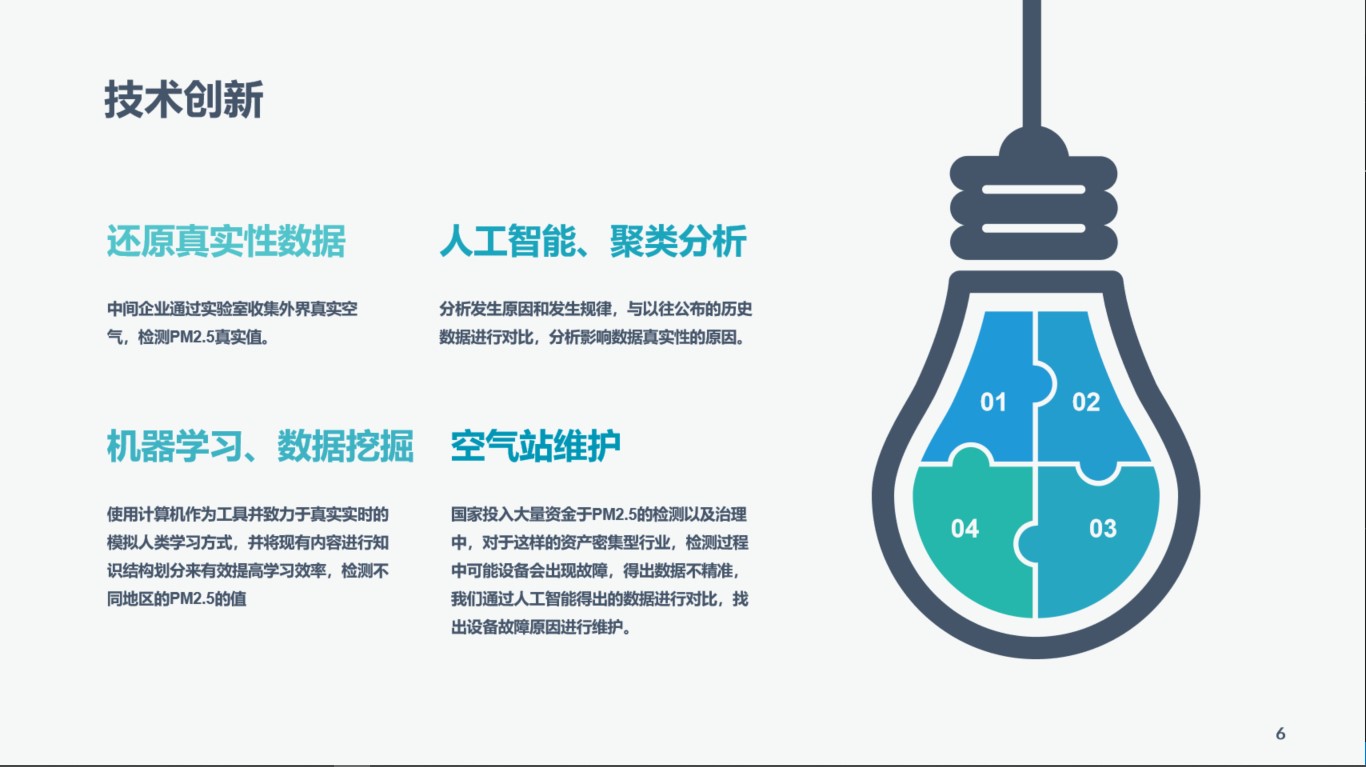 技术创新
还原真实性数据
中间企业通过实验室收集外界真实空
气，检测PM2.5真实值。
人工智能、聚类分析
分析发生原因和发生规律，与以往公布的历史
数据进行对比，分析影响数据真实性的原因。
机器学习、数据挖掘
使用计算机作为工具并致力于真实实时的
模拟人类学习方式，并将现有内容进行知
识结构划分来有效提高学习效率，检测不
同地区的PM2.5的值
空气站维护
国家投入大量资金于PM2.5的检测以及治理
中，对于这样的资产密集型行业，检测过程
中可能设备会出现故障，得出数据不精准，
我们通过人工智能得出的数据进行对比，找
出设备故障原因进行维护。
01
02
04
03
6